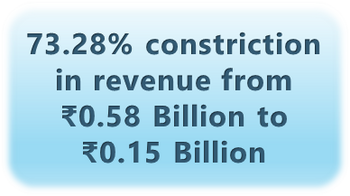 73.28% constriction
in revenue from
₹0.58 Billion to
₹0.15 Billion